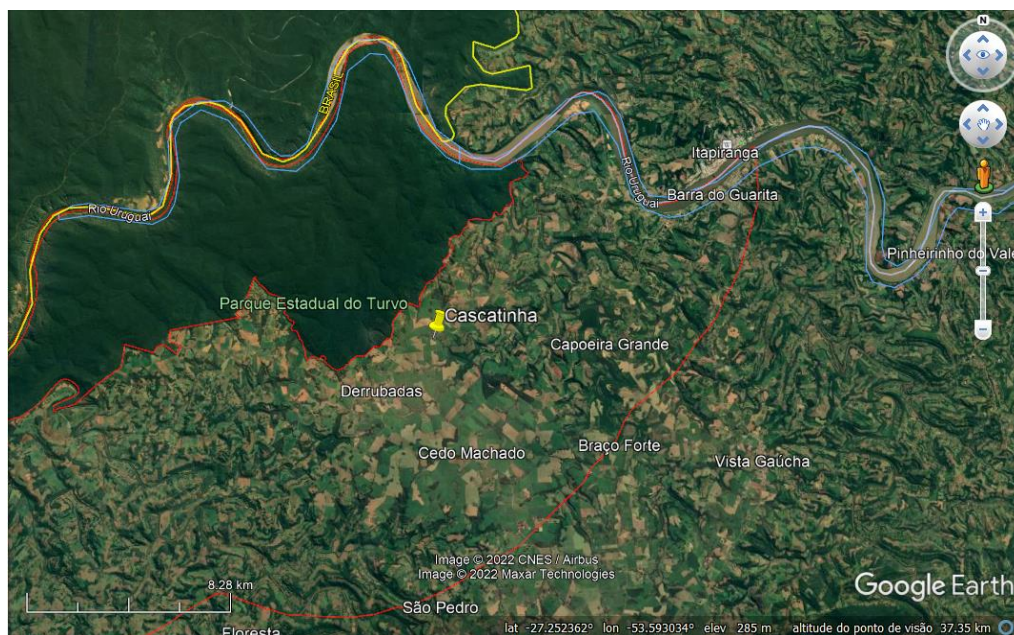 N
BRASIL
Itapiranga
Rio Uruguai
Barra do Guarita
Rio Uruguai
Pinheirinho do Vale
Parque Estadual do Turvo
Cascatinha
Capoeira Grande
Derrubadas
Braço Forte
Cedo Machado
Vista Gaúcha
Image © 2022 CNES / Airbus
Image © 2022 Maxar Technologies
8.28 km
Google Earth
São Pedro
Floresta
lat -27.252362° lon -53.593034° elev 285 m altitude do ponto de visão 37.35 km